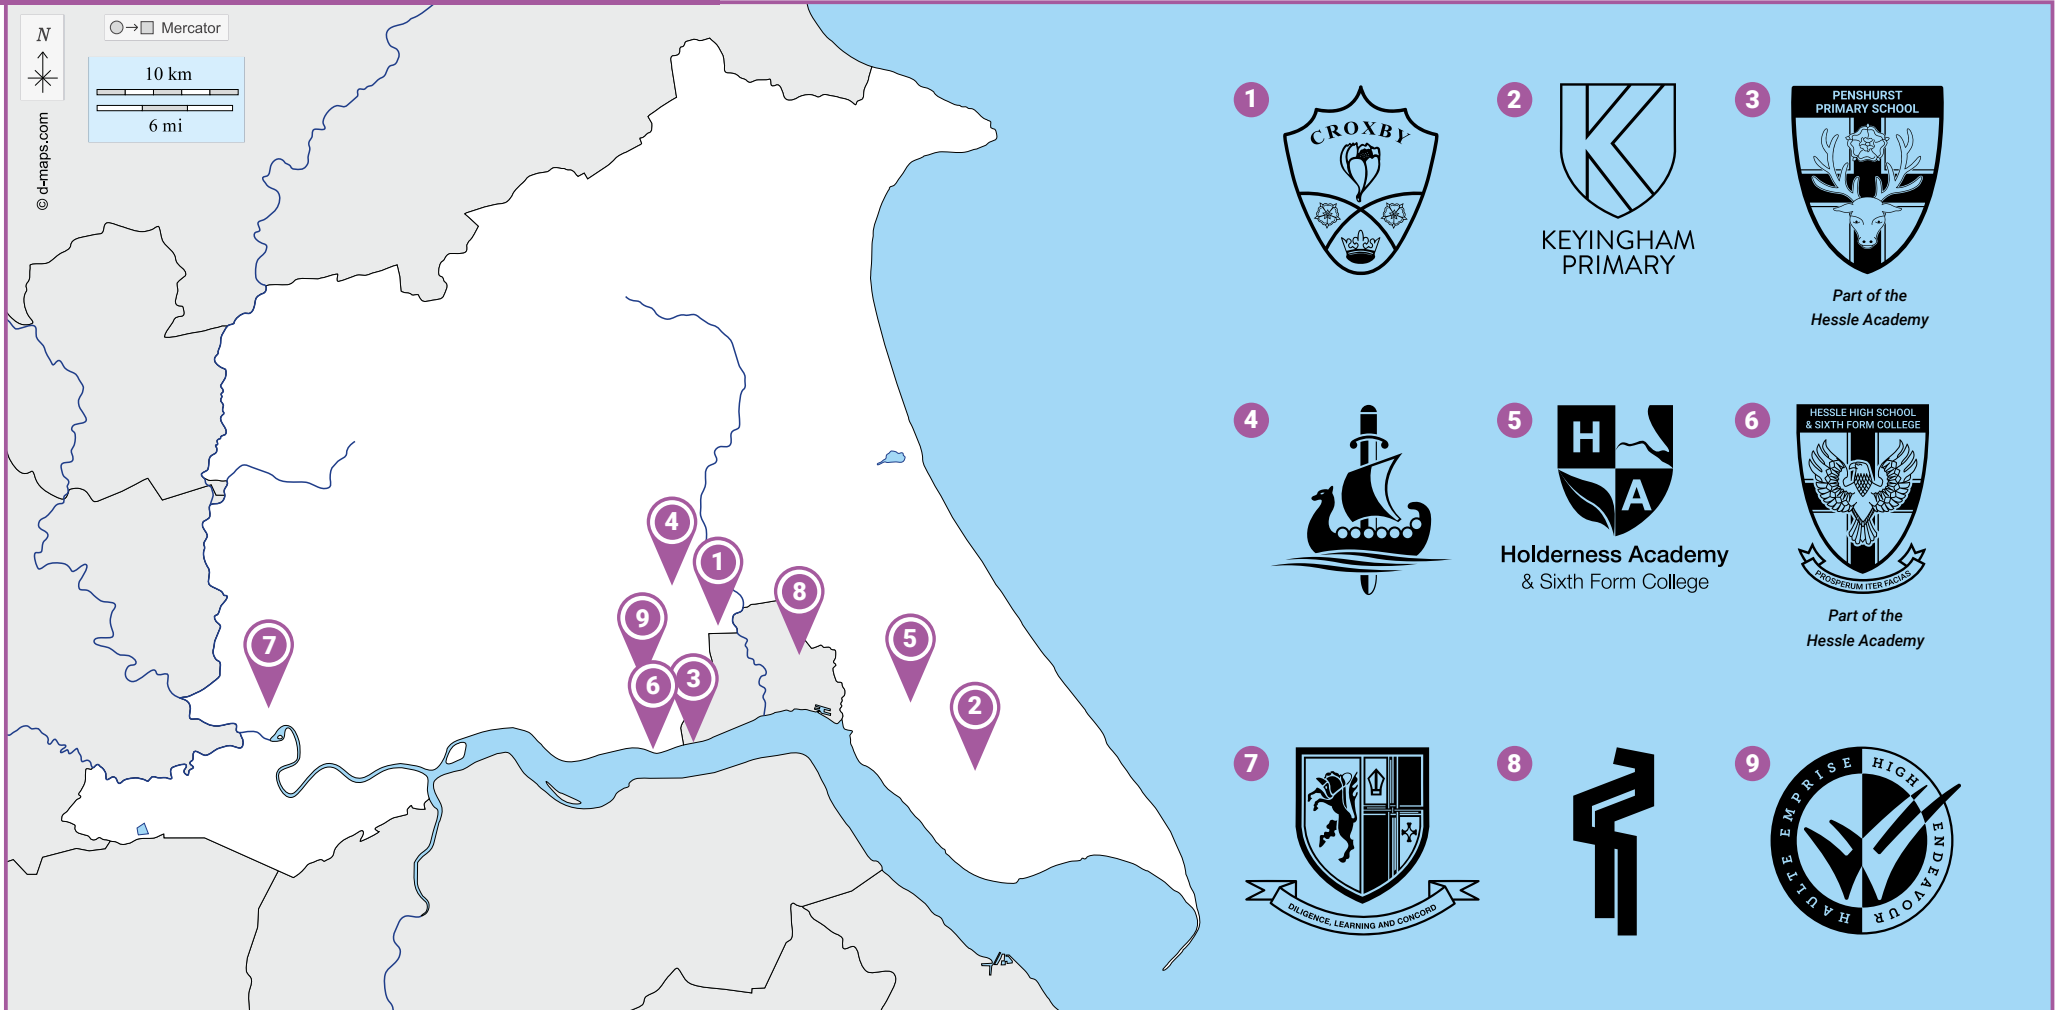 N
Mercator
10 km
6 mi
© d-maps.com
4
1
8
9
5
7
6
3
2
1
CROXBY
2
K
KEYINGHAM
PRIMARY
3
PENSHURST
PRIMARY SCHOOL
Part of the
Hessle Academy
4
5
H
A
Holderness Academy
& Sixth Form College
6
HESSLE HIGH SCHOOL
& SIXTH FORM COLLEGE
PROSPERUM ITER FACIAS
Part of the
Hessle Academy
7
DILIGENCE, LEARNING AND CONCORD
8
9
HAULTE EMPRISE
HIGH ENDEAVOUR